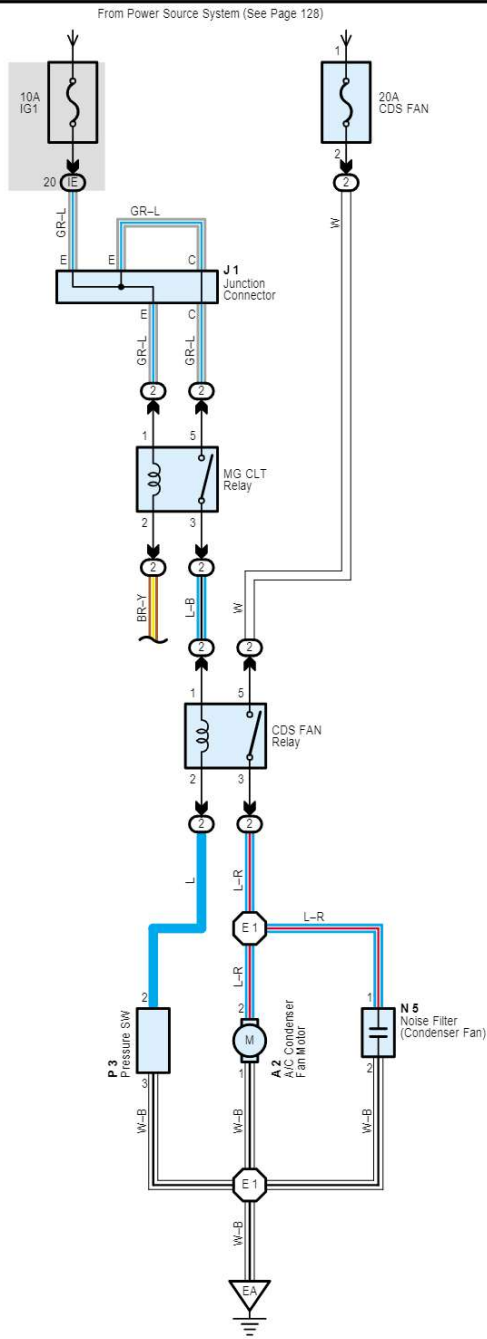 From Power Source System (See Page 128)
10A
IG1
1
20A
CDS FAN
20 IE
2
2
GR–L
GR–L
W
E
E
C
J 1
Junction
Connector
E
C
GR–L
GR–L
2
2
1
5
MG CLT
Relay
2
3
2
2
BR–Y
L–B
W
2
2
1
5
CDS FAN
Relay
2
3
2
2
L
L–R
E 1
L–R
L–R
2
P 3
Pressure SW
3
2
M
A 2
A/C Condenser
Fan Motor
1
1
N 5
Noise Filter
(Condenser Fan)
2
W–B
W–B
W–B
E 1
W–B
EA